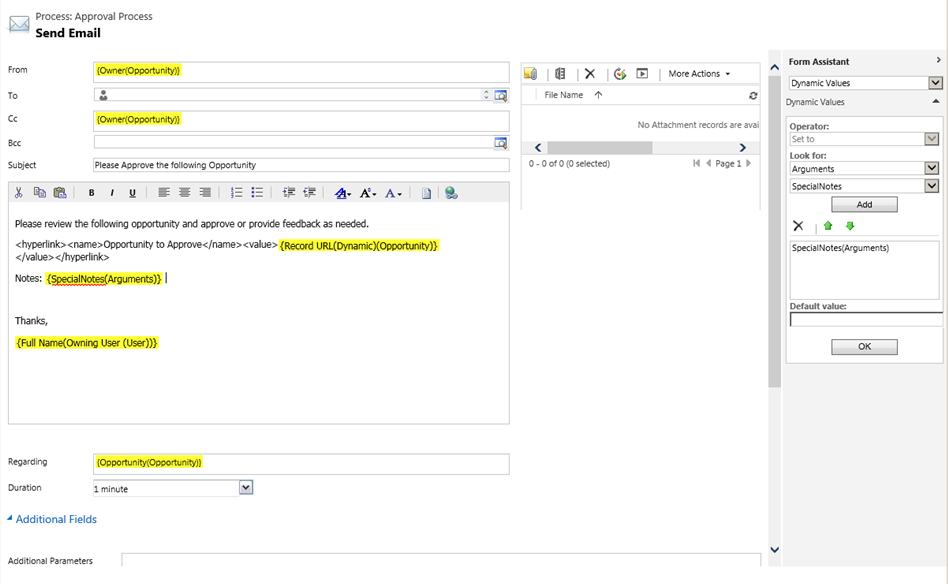 Process: Approval Process
Send Email
From
{Owner(Opportunity)}
To
Cc
{Owner(Opportunity)}
Bcc
Subject
Please Approve the following Opportunity
B I U
A A A
Please review the following opportunity and approve or provide feedback as needed.
<hyperlink><name>Opportunity to Approve</name><value> {Record URL(Dynamic)(Opportunity)}
</value></hyperlink>
Notes: {SpecialNotes(Arguments)}
Thanks,
{Full Name(Owning User (User))}
Regarding
{Opportunity(Opportunity)}
Duration
1 minute
Additional Fields
Additional Parameters
More Actions
File Name
No Attachment records are avai
0 - 0 of 0 (0 selected)
Page 1
Form Assistant
Dynamic Values
Dynamic Values
Operator:
Set to
Look for:
Arguments
SpecialNotes
Add
SpecialNotes(Arguments)
Default value:
OK